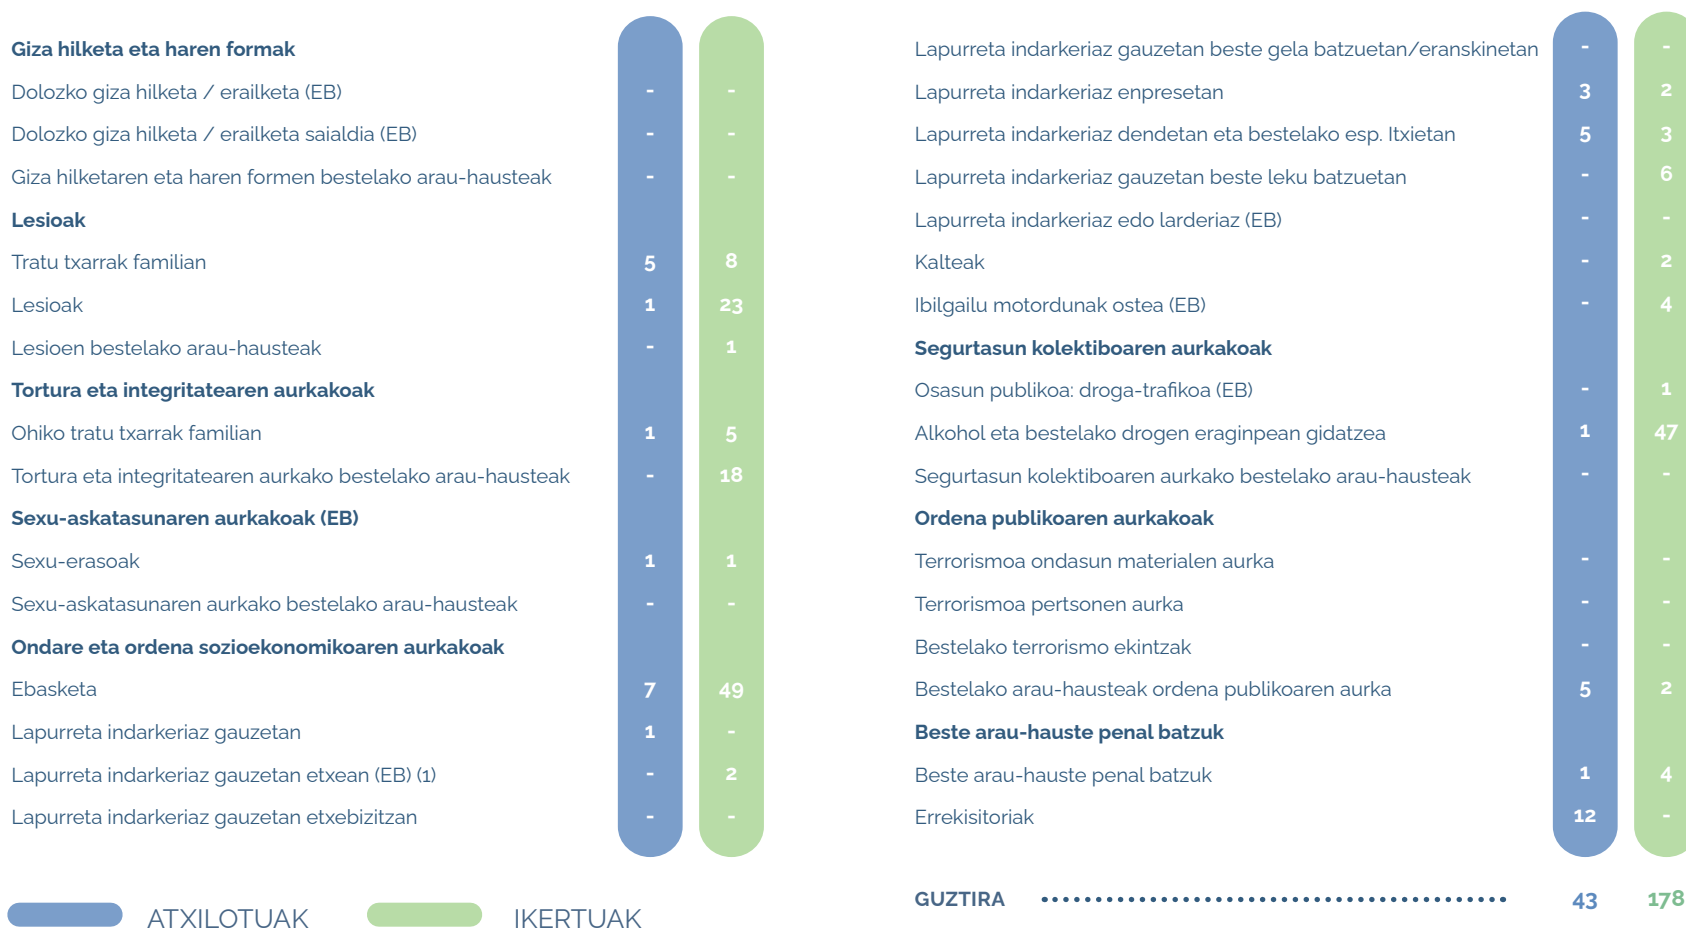 Giza hilketa eta haren formak
Dolozko giza hilketa / erailketa (EB) - -
Dolozko giza hilketa / erailketa saialdia (EB) - -
Giza hilketaren eta haren formen bestelako arau-hausteak - -
Lesioak
Tratu txarrak familian 5 8
Lesioak 1 23
Lesioen bestelako arau-hausteak - 1
Tortura eta integritatearen aurkakoak
Ohiko tratu txarrak familian 1 5
Tortura eta integritatearen aurkako bestelako arau-hausteak - 18
Sexu-askatasunaren aurkakoak (EB)
Sexu-erasoak 1 1
Sexu-askatasunaren aurkako bestelako arau-hausteak - -
Ondare eta ordena sozioekonomikoaren aurkakoak
Ebasketa 7 49
Lapurreta indarkeriaz gauzetan 1 -
Lapurreta indarkeriaz gauzetan etxean (EB) (1) - 2
Lapurreta indarkeriaz gauzetan etxebizitzan - -
ATXILOTUAK IKERTUAK
Lapurreta indarkeriaz gauzetan beste gela batzuetan/eranskinetan - -
Lapurreta indarkeriaz enpresetan 3 2
Lapurreta indarkeriaz dendetan eta bestelako esp. Itxietan 5 3
Lapurreta indarkeriaz gauzetan beste leku batzuetan - 6
Lapurreta indarkeriaz edo larderiaz (EB) - -
Kalteak - 2
Ibilgailu motordunak ostea (EB) - 4
Segurtasun kolektiboaren aurkakoak
Osasun publikoa: droga-trafikoa (EB) - 1
Alkohol eta bestelako drogen eraginpean gidatzea 1 47
Segurtasun kolektiboaren aurkako bestelako arau-hausteak - -
Ordena publikoaren aurkakoak
Terrorismoa ondasun materialen aurka - -
Terrorismoa pertsonen aurka - -
Bestelako terrorismo ekintzak - -
Bestelako arau-hausteak ordena publikoaren aurka 5 2
Beste arau-hauste penal batzuk
Beste arau-hauste penal batzuk 1 4
Errekisitoriak 12 -
GUZTIRA 43 178